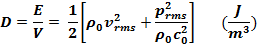 D = E/V = 1/2 [ρ₀v²ᵣₘₛ + p²ᵣₘₛ/ρ₀c₀²] (J/m³)